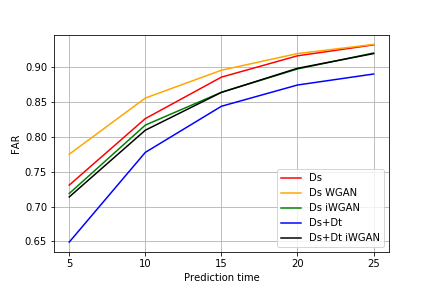 0.90
0.85
0.80
0.75
0.70
0.65
FAR
5
10
15
20
25
Prediction time
Ds
Ds WGAN
Ds iWGAN
Ds+Dt
Ds+Dt iWGAN